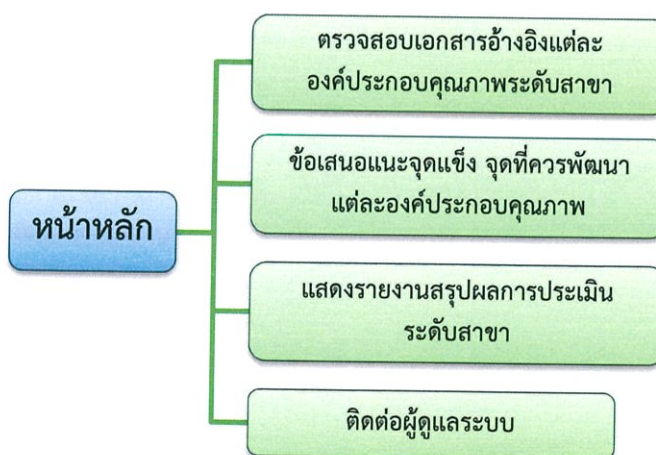 หน้าหลัก
ตรวจสอบเอกสารอ้างอิงแต่ละ
องค์ประกอบคุณภาพระดับสาขา
ข้อเสนอแนะจุดแข็ง จุดที่ควรพัฒนา
แต่ละองค์ประกอบคุณภาพ
แสดงรายงานสรุปผลการประเมิน
ระดับสาขา
ติดต่อผู้ดูแลระบบ